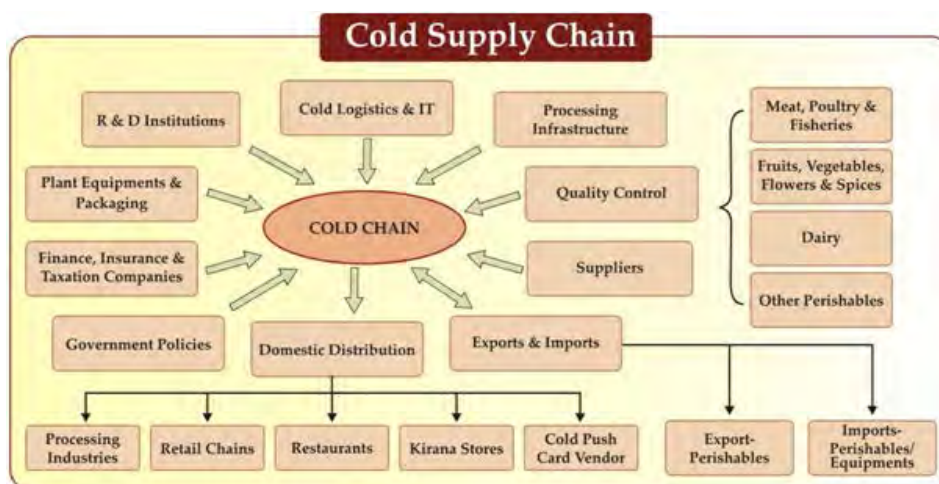 Cold Supply Chain
R & D Institutions
Cold Logistics & IT
Processing
Infrastructure
Meat, Poultry &
Fisheries
Plant Equipments &
Packaging
Quality Control
Fruits, Vegetables,
Flowers & Spices
COLD CHAIN
Finance, Insurance &
Taxation Companies
Suppliers
Dairy
Other Perishables
Government Policies
Domestic Distribution
Exports & Imports
Processing
Industries
Retail Chains
Restaurants
Kirana Stores
Cold Push
Card Vendor
Export-
Perishables
Imports-
Perishables/
Equipments